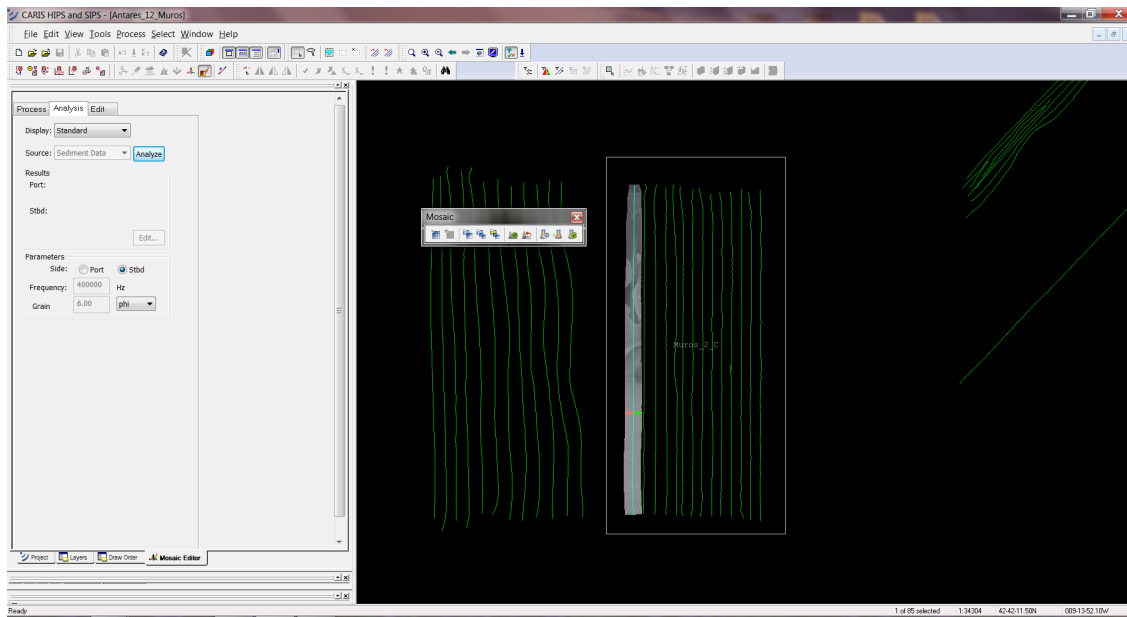 CARIS HIPS and SIPS - [Antares_12_Muros]
File Edit View Tools Process Select Window Help
Process Analysis Edit
Display: Standard
Source: Sediment Data Analyze
Results
Port:
Stbd:
Edit...
Parameters
Side: Port Stbd
Frequency: 400000 Hz
Grain 6.00 phi
Mosaic
Muros_2_C
Project Layers Draw Order Mosaic Editor
Ready 1 of 85 selected 1:34304 42-42-11.50N 009-13-52.10W